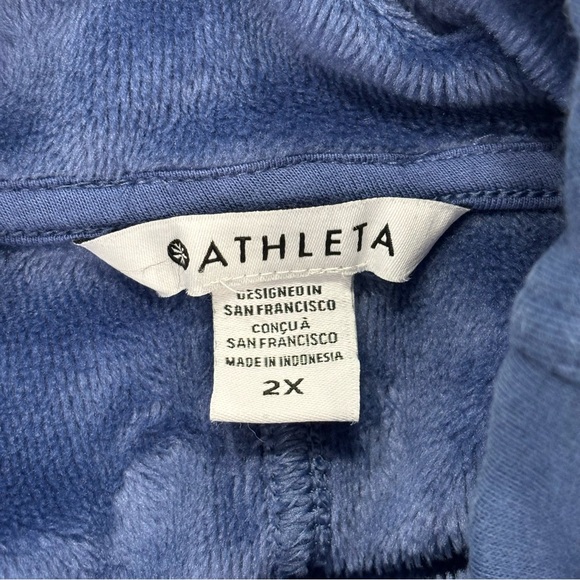 ATHLETA
DESIGNED IN
SAN FRANCISCO
CONÇU À
SAN FRANCISCO
MADE IN INDONESIA
2X